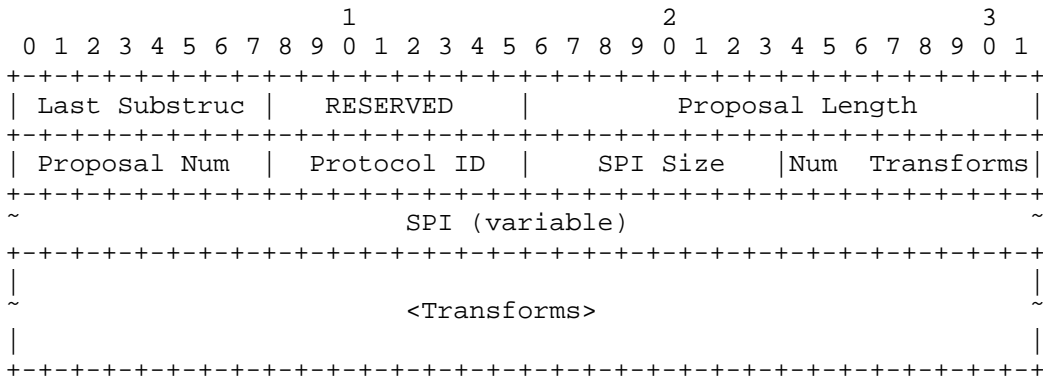 1                   2                   3
 0 1 2 3 4 5 6 7 8 9 0 1 2 3 4 5 6 7 8 9 0 1 2 3 4 5 6 7 8 9 0 1
+-+-+-+-+-+-+-+-+-+-+-+-+-+-+-+-+-+-+-+-+-+-+-+-+-+-+-+-+-+-+-+-+
| Last Substruc |   RESERVED    |         Proposal Length       |
+-+-+-+-+-+-+-+-+-+-+-+-+-+-+-+-+-+-+-+-+-+-+-+-+-+-+-+-+-+-+-+-+
| Proposal Num  |  Protocol ID  |    SPI Size   |Num  Transforms|
+-+-+-+-+-+-+-+-+-+-+-+-+-+-+-+-+-+-+-+-+-+-+-+-+-+-+-+-+-+-+-+-+
~                        SPI (variable)                         ~
+-+-+-+-+-+-+-+-+-+-+-+-+-+-+-+-+-+-+-+-+-+-+-+-+-+-+-+-+-+-+-+-+
|                                                               |
~                        <Transforms>                           ~
|                                                               |
+-+-+-+-+-+-+-+-+-+-+-+-+-+-+-+-+-+-+-+-+-+-+-+-+-+-+-+-+-+-+-+-+